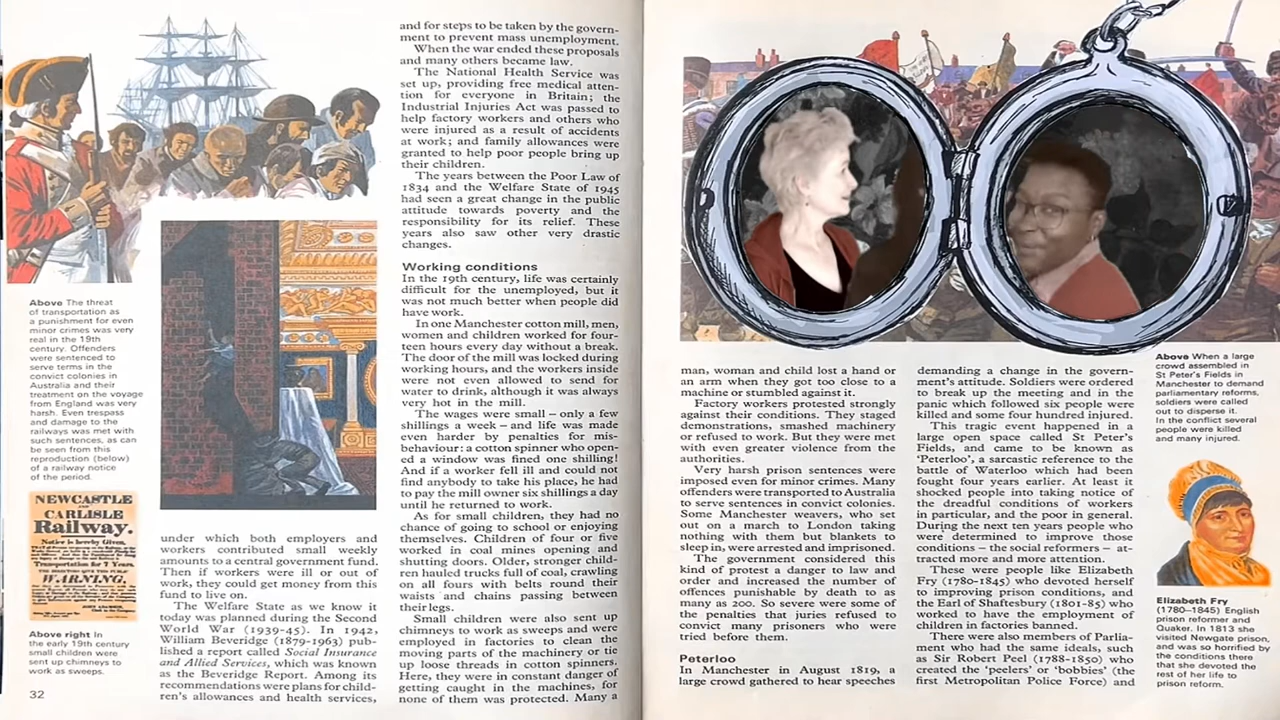 Above The threat
of transportation as
a punishment for even
minor crimes was very
real in the 19th
century. Offenders
were sentenced to
serve terms in the
convict colonies in
Australia and their
treatment on the voyage
from England was very
harsh. Even trespass
and damage to the
railways was met with
such sentences, as can
be seen from this
reproduction (below)
of a railway notice
of the period.
NEWCASTLE
AND
CARLISLE
Railway.
Notice is hereby Given,
Transportation for 7 Years.
WARNING.
Above right In
the early 19th century
small children were
sent up chimneys to
work as sweeps.
32
under which both employers and
workers contributed small weekly
amounts to a central government fund.
Then if workers were ill or out of
work, they could get money from this
fund to live on.
The Welfare State as we know it
today was planned during the Second
World War (1939-45). In 1942,
William Beveridge (1879-1963) pub-
lished a report called Social Insurance
and Allied Services, which was known
as the Beveridge Report. Among its
recommendations were plans for child-
ren's allowances and health services,
and for steps to be taken by the govern-
ment to prevent mass unemployment.
When the war ended these proposals
and many others became law.
The National Health Service was
set up, providing free medical atten-
tion for everyone in Britain; the
Industrial Injuries Act was passed to
help factory workers and others who
were injured as a result of accidents
at work; and family allowances were
granted to help poor people bring up
their children.
The years between the Poor Law of
1834 and the Welfare State of 1945
had seen a great change in the public
attitude towards poverty and the
responsibility for its relief. These
years also saw other very drastic
changes.
Working conditions
In the 19th century, life was certainly
difficult for the unemployed, but it
was not much better when people did
have work.
In one Manchester cotton mill, men,
women and children worked for four-
teen hours every day without a break.
The door of the mill was locked during
working hours, and the workers inside
were not even allowed to send for
water to drink, although it was always
very hot in the mill.
The wages were small – only a few
shillings a week – and life was made
even harder by penalties for mis-
behaviour: a cotton spinner who open-
ed a window was fined one shilling!
And if a worker fell ill and could not
find anybody to take his place, he had
to pay the mill owner six shillings a day
until he returned to work.
As for small children, they had no
chance of going to school or enjoying
themselves. Children of four or five
worked in coal mines opening and
shutting doors. Older, stronger child-
ren hauled trucks full of coal, crawling
on all fours with belts round their
waists and chains passing between
their legs.
Small children were also sent up
chimneys to work as sweeps and were
employed in factories to clean the
moving parts of the machinery or tie
up loose threads in cotton spinners.
Here, they were in constant danger of
getting caught in the machines, for
none of them was protected. Many a
man, woman and child lost a hand or
an arm when they got too close to a
machine or stumbled against it.
Factory workers protested strongly
against their conditions. They staged
demonstrations, smashed machinery
or refused to work. But they were met
with even greater violence from the
authorities.
Very harsh prison sentences were
imposed even for minor crimes. Many
offenders were transported to Australia
to serve sentences in convict colonies.
Some Manchester weavers, who set
out on a march to London taking
nothing with them but blankets to
sleep in, were arrested and imprisoned.
The government considered this
kind of protest a danger to law and
order and increased the number of
offences punishable by death to as
many as 200. So severe were some of
the penalties that juries refused to
convict many prisoners who were
tried before them.
Peterloo
In Manchester in August 1819, a
large crowd gathered to hear speeches
demanding a change in the govern-
ment's attitude. Soldiers were ordered
to break up the meeting and in the
panic which followed six people were
killed and some four hundred injured.
This tragic event happened in a
large open space called St Peter's
Fields, and came to be known as
'Peterloo', a sarcastic reference to the
battle of Waterloo which had been
fought four years earlier. At least it
shocked people into taking notice of
the dreadful conditions of workers
in particular, and the poor in general.
During the next ten years people who
were determined to improve those
conditions – the social reformers – at-
tracted more and more attention.
These were people like Elizabeth
Fry (1780-1845) who devoted herself
to improving prison conditions, and
the Earl of Shaftesbury (1801-85) who
worked to have the employment of
children in factories banned.
There were also members of Parlia-
ment who had the same ideals, such
as Sir Robert Peel (1788-1850) who
created the 'peelers' or 'bobbies' (the
first Metropolitan Police Force) and
Above When a large
crowd assembled in
St Peter's Fields in
Manchester to demand
parliamentary reforms,
soldiers were called
out to disperse it.
In the conflict several
people were killed
and many injured.
Elizabeth Fry
(1780–1845) English
prison reformer and
Quaker. In 1813 she
visited Newgate prison,
and was so horrified by
the conditions there
that she devoted the
rest of her life to
prison reform.